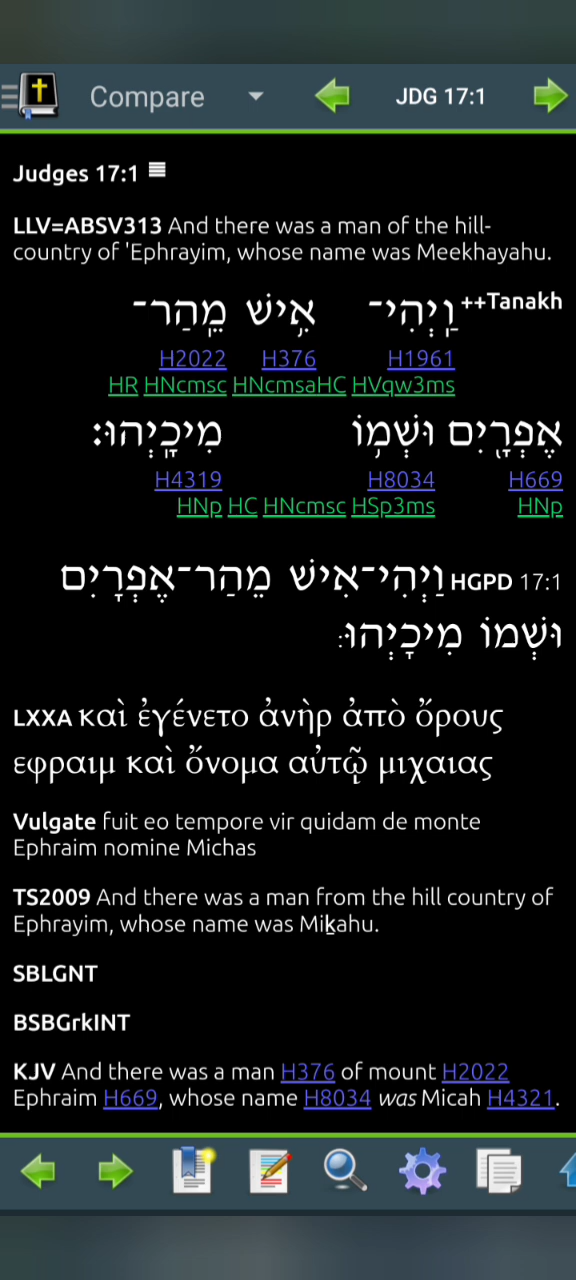 Compare JDG 17:1
Judges 17:1
LLV=ABSV313 And there was a man of the hill-
country of 'Ephrayim, whose name was Meekhayahu.
++Tanakh וַֽיְהִי־ אִ֥ישׁ מֵֽהַר־
H1961 H376 H2022
HR HNcmsc HNcmsaHC HVqw3ms
אֶפְרָ֖יִם וּשְׁמ֥וֹ מִיכָֽיְהוּ׃
H669 H8034 H4319
HNp HC HNcmsc HSp3ms HNp
HGPD 17:1 וַיְהִי־אִישׁ מֵהַר־אֶפְרָיִם
וּשְׁמוֹ מִיכָיְהוּ׃
LXXA καὶ ἐγένετο ἀνὴρ ἀπὸ ὄρους
εφραιμ καὶ ὄνομα αὐτῷ μιχαιας
Vulgate fuit eo tempore vir quidam de monte
Ephraim nomine Michas
TS2009 And there was a man from the hill country of
Ephrayim, whose name was Miḵahu.
SBLGNT
BSBGrkINT
KJV And there was a man H376 of mount H2022
Ephraim H669, whose name H8034 was Micah H4321.